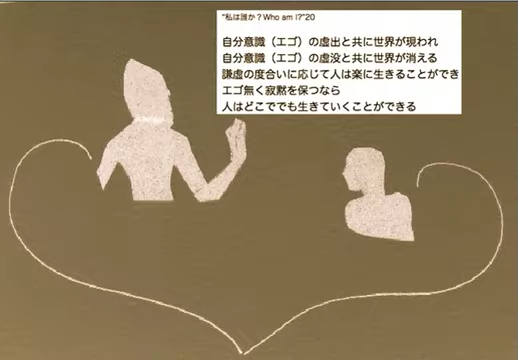 "私は誰か？Who am I?"20
自分意識（エゴ）の虚出と共に世界が現われ
自分意識（エゴ）の虚没と共に世界が消える
謙虚の度合いに応じて人は楽に生きることができ
エゴ無く寂黙を保つなら
人はどこででも生きていくことができる